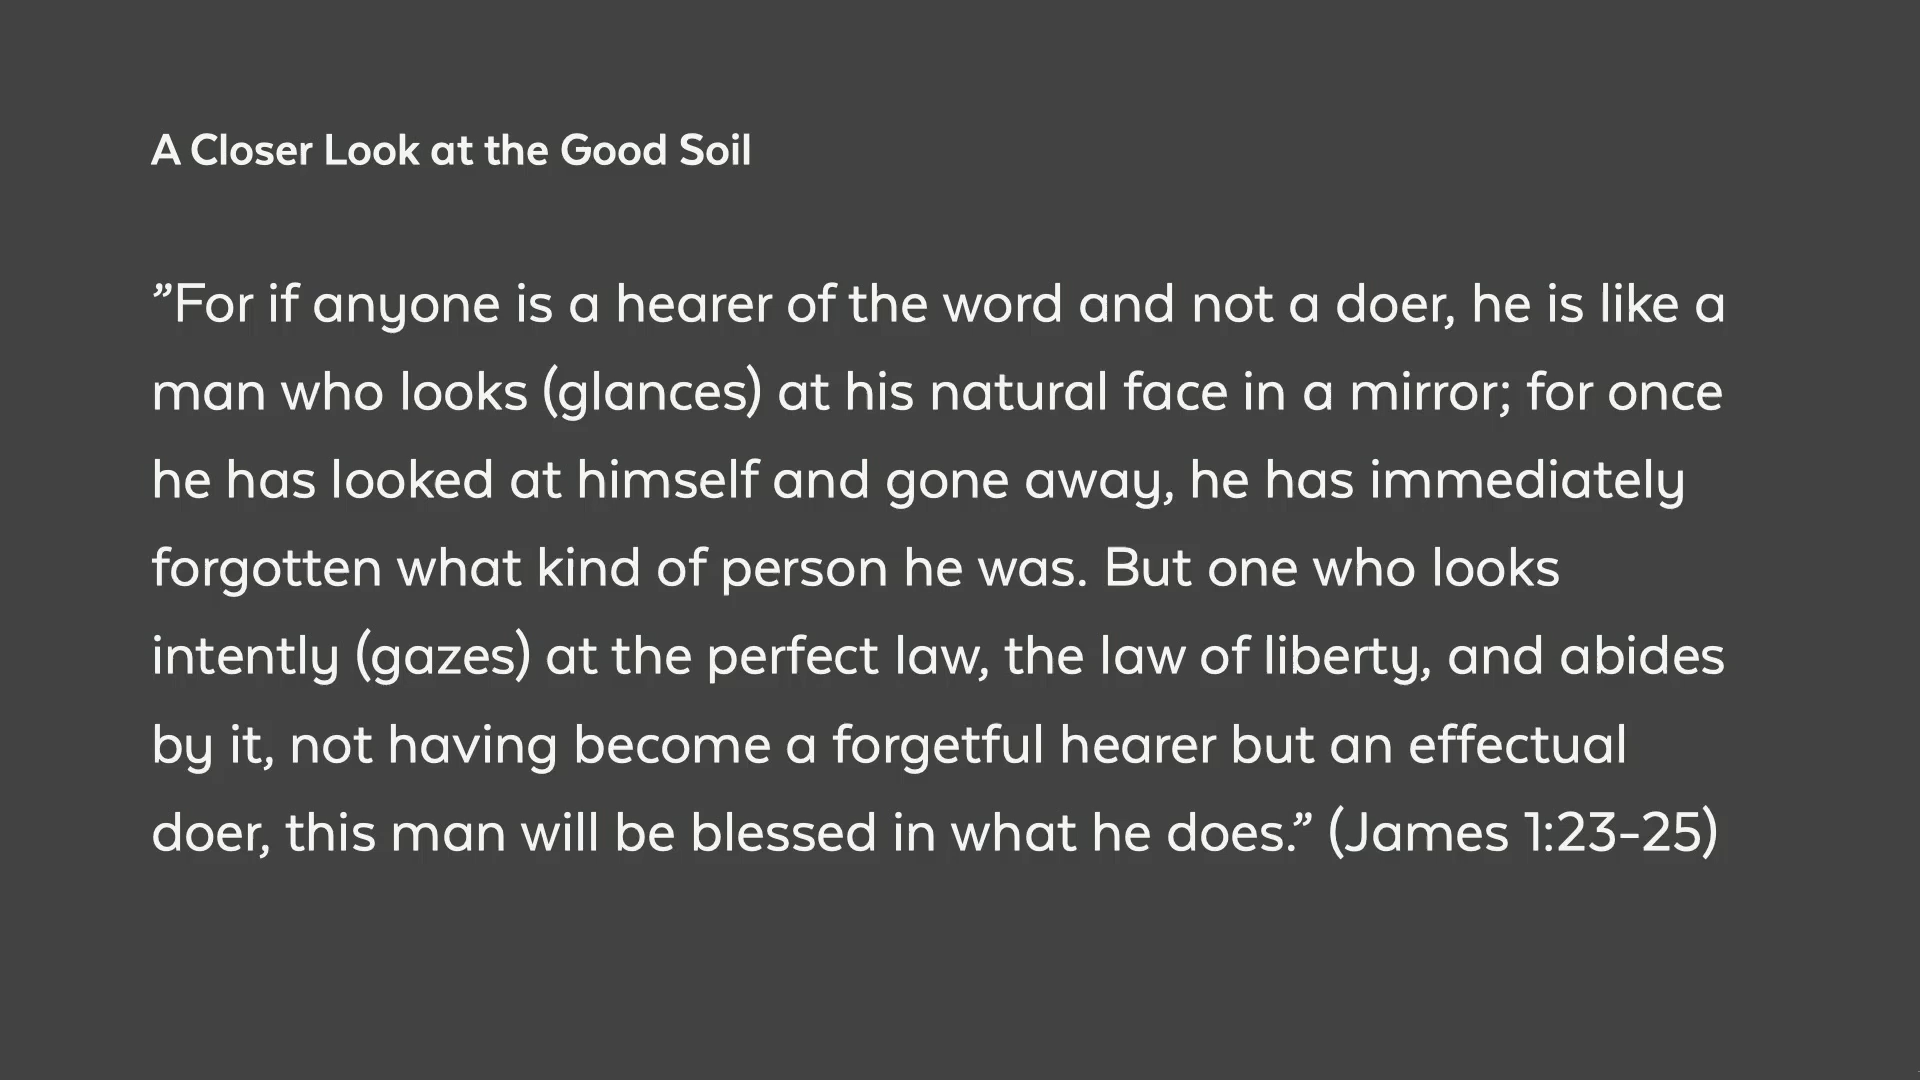 A Closer Look at the Good Soil
”For if anyone is a hearer of the word and not a doer, he is like a
man who looks (glances) at his natural face in a mirror; for once
he has looked at himself and gone away, he has immediately
forgotten what kind of person he was. But one who looks
intently (gazes) at the perfect law, the law of liberty, and abides
by it, not having become a forgetful hearer but an effectual
doer, this man will be blessed in what he does.” (James 1:23-25)